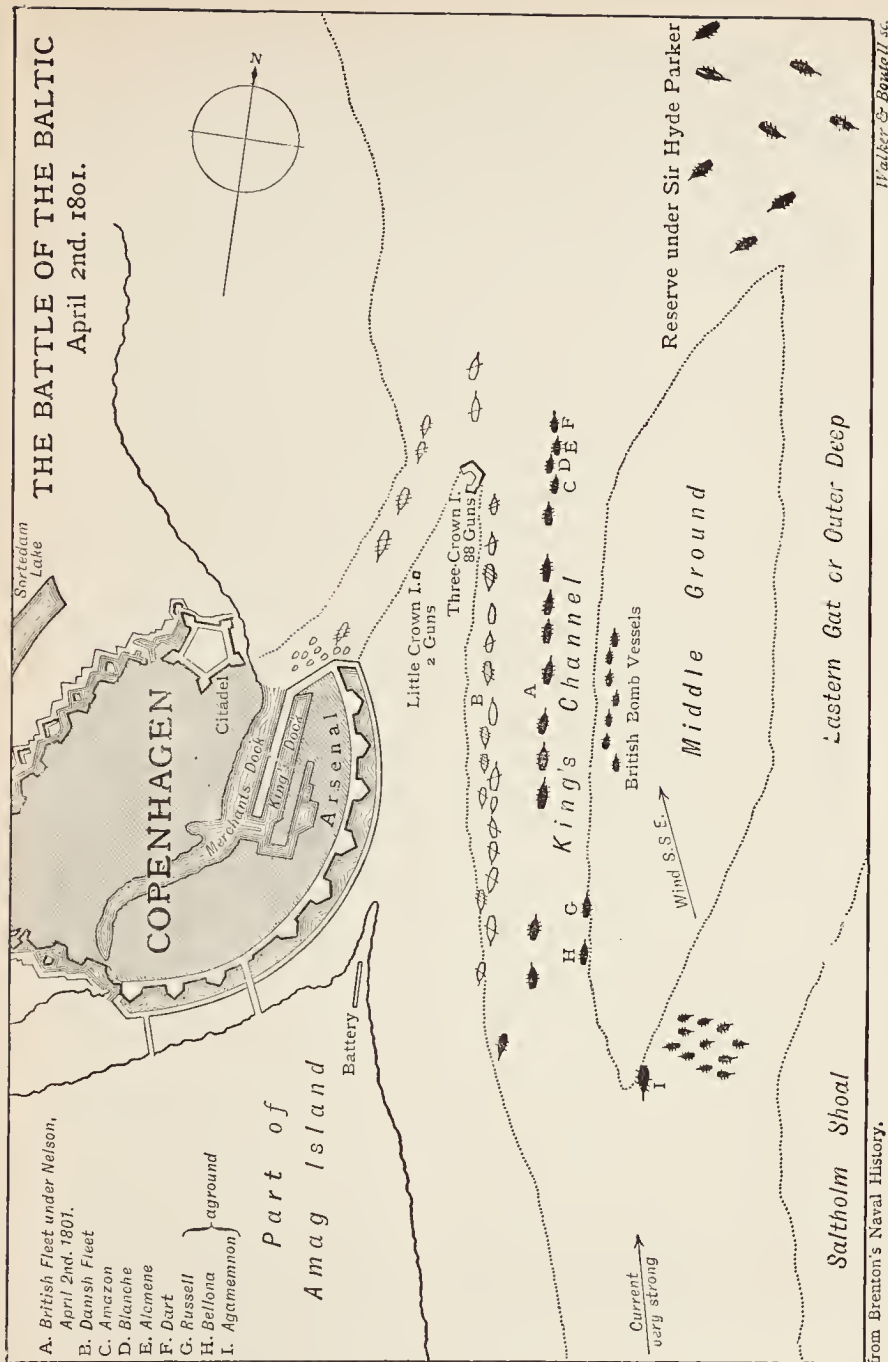 THE BATTLE OF THE BALTIC
April 2nd. 1801.
A. British Fleet under Nelson,
April 2nd. 1801.
B. Danish Fleet
C. Amazon
D. Blanche
E. Alcmene
F. Dart
G. Russell
H. Bellona
I. Agamemnon
aground
Sortedam
Lake
N
COPENHAGEN
Citadel
Merchants Dock
King's Dock
Arsenal
Part of
Amag Island
Battery
Little Crown I.
2 Guns
Three-Crown I.
88 Guns
Reserve under Sir Hyde Parker
B
A
C
D
E
F
King's Channel
H
G
I
British Bomb Vessels
Middle Ground
Wind S.S.E.
Current
very strong
Saltholm Shoal
Eastern Gat or Outer Deep
from Brenton's Naval History.
Walker & Boutall sc.